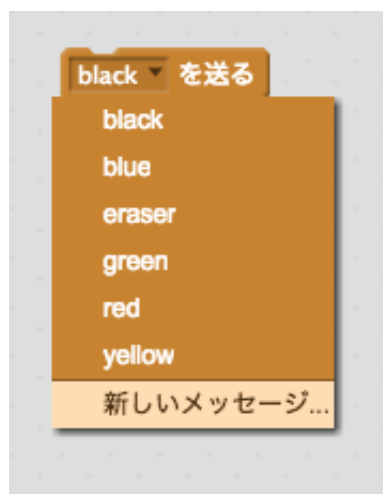 black を送る
black
blue
eraser
green
red
yellow
新しいメッセージ...